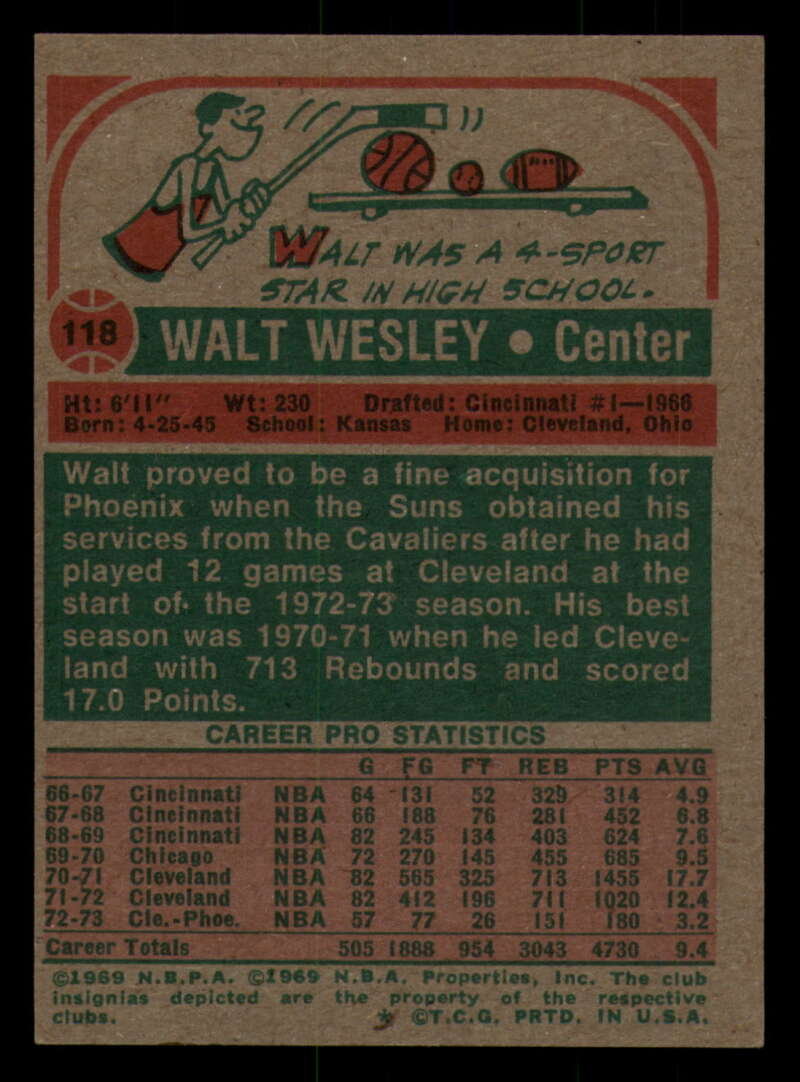 WALT WAS A 4-SPORT
STAR IN HIGH SCHOOL.
118 WALT WESLEY • Center
Ht: 6'11" Wt: 230 Drafted: Cincinnati #1—1966
Born: 4-25-45 School: Kansas Home: Cleveland, Ohio
Walt proved to be a fine acquisition for
Phoenix when the Suns obtained his
services from the Cavaliers after he had
played 12 games at Cleveland at the
start of the 1972-73 season. His best
season was 1970-71 when he led Cleve-
land with 713 Rebounds and scored
17.0 Points.
CAREER PRO STATISTICS
G FG FT REB PTS AVG
66-67 Cincinnati NBA 64 131 52 329 314 4.9
67-68 Cincinnati NBA 66 188 76 281 452 6.8
68-69 Cincinnati NBA 82 245 134 403 624 7.6
69-70 Chicago NBA 72 270 145 455 685 9.5
70-71 Cleveland NBA 82 565 325 713 1455 17.7
71-72 Cleveland NBA 82 412 196 711 1020 12.4
72-73 Cle.-Phoe. NBA 57 77 26 151 180 3.2
Career Totals 505 1888 954 3043 4730 9.4
©1969 N.B.P.A. ©1969 N.B.A. Properties, Inc. The club
insignias depicted are the property of the respective
clubs. * ©T.C.G. PRTD. IN U.S.A.